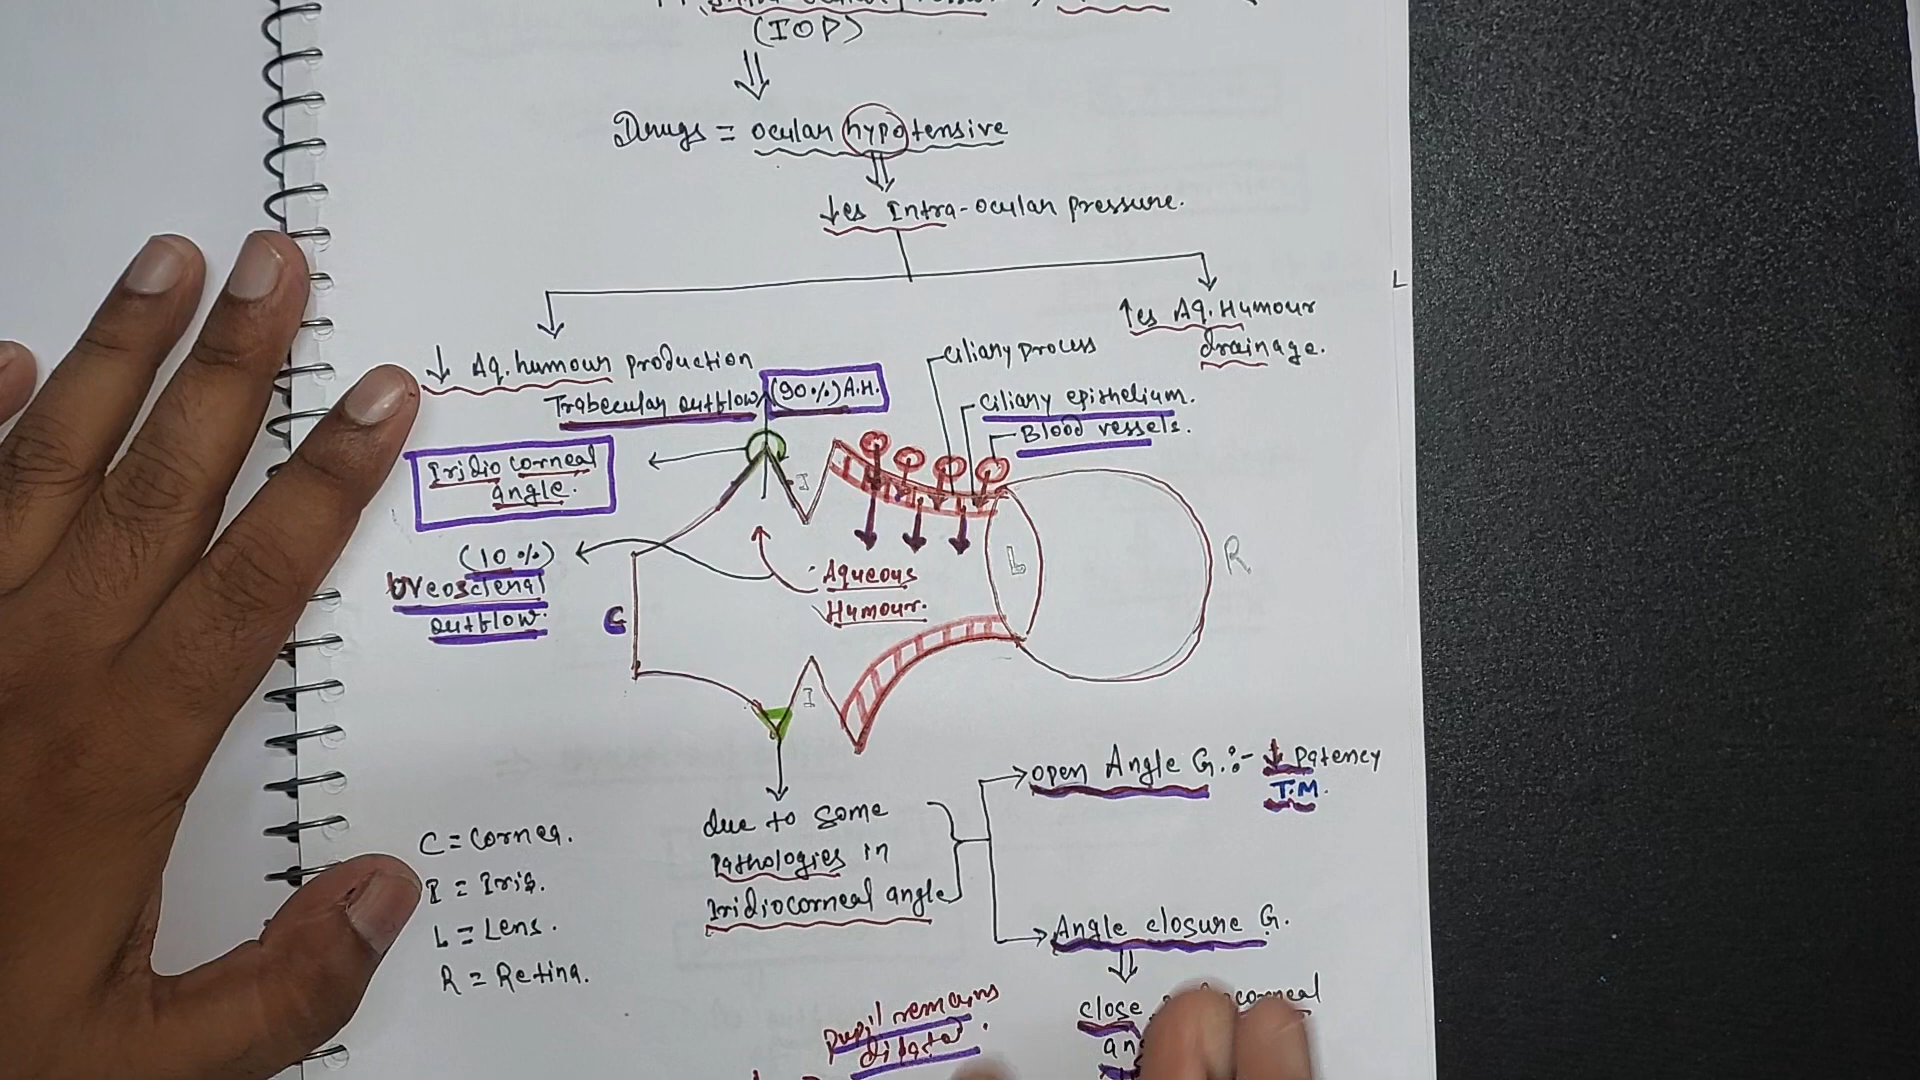 (IOP)
Drugs = ocular hypotensive
↓es Intra-ocular pressure.
↑es Aq. Humour
drainage.
↓ Aq. humour production
ciliary process
Trabecular outflow (90%) A.H.
ciliary epithelium.
Blood vessels.
Iridio corneal
angle.
I
(10%)
Uveoscleral
outflow.
Aqueous
Humour.
L
R
C
I
open Angle G. :- ↓ patency
T.M.
due to some
pathologies in
Iridiocorneal angle
C = Cornea.
I = Iris.
L = Lens.
R = Retina.
Angle closure G.
pupil remains
dilated.
close corneal
an